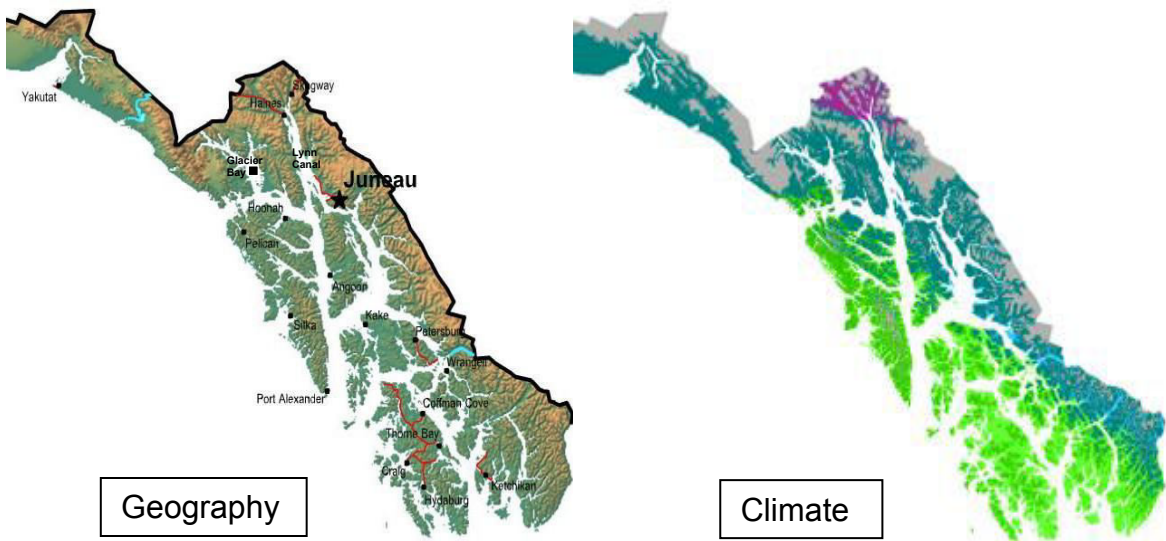 Skagway
Yakutat
Haines
Glacier
Bay
Lynn
Canal
Juneau
Hoonah
Pelican
Angoon
Sitka
Kake
Petersburg
Wrangell
Port Alexander
Coffman Cove
Thorne Bay
Craig
Ketchikan
Hydaburg
Geography
Climate